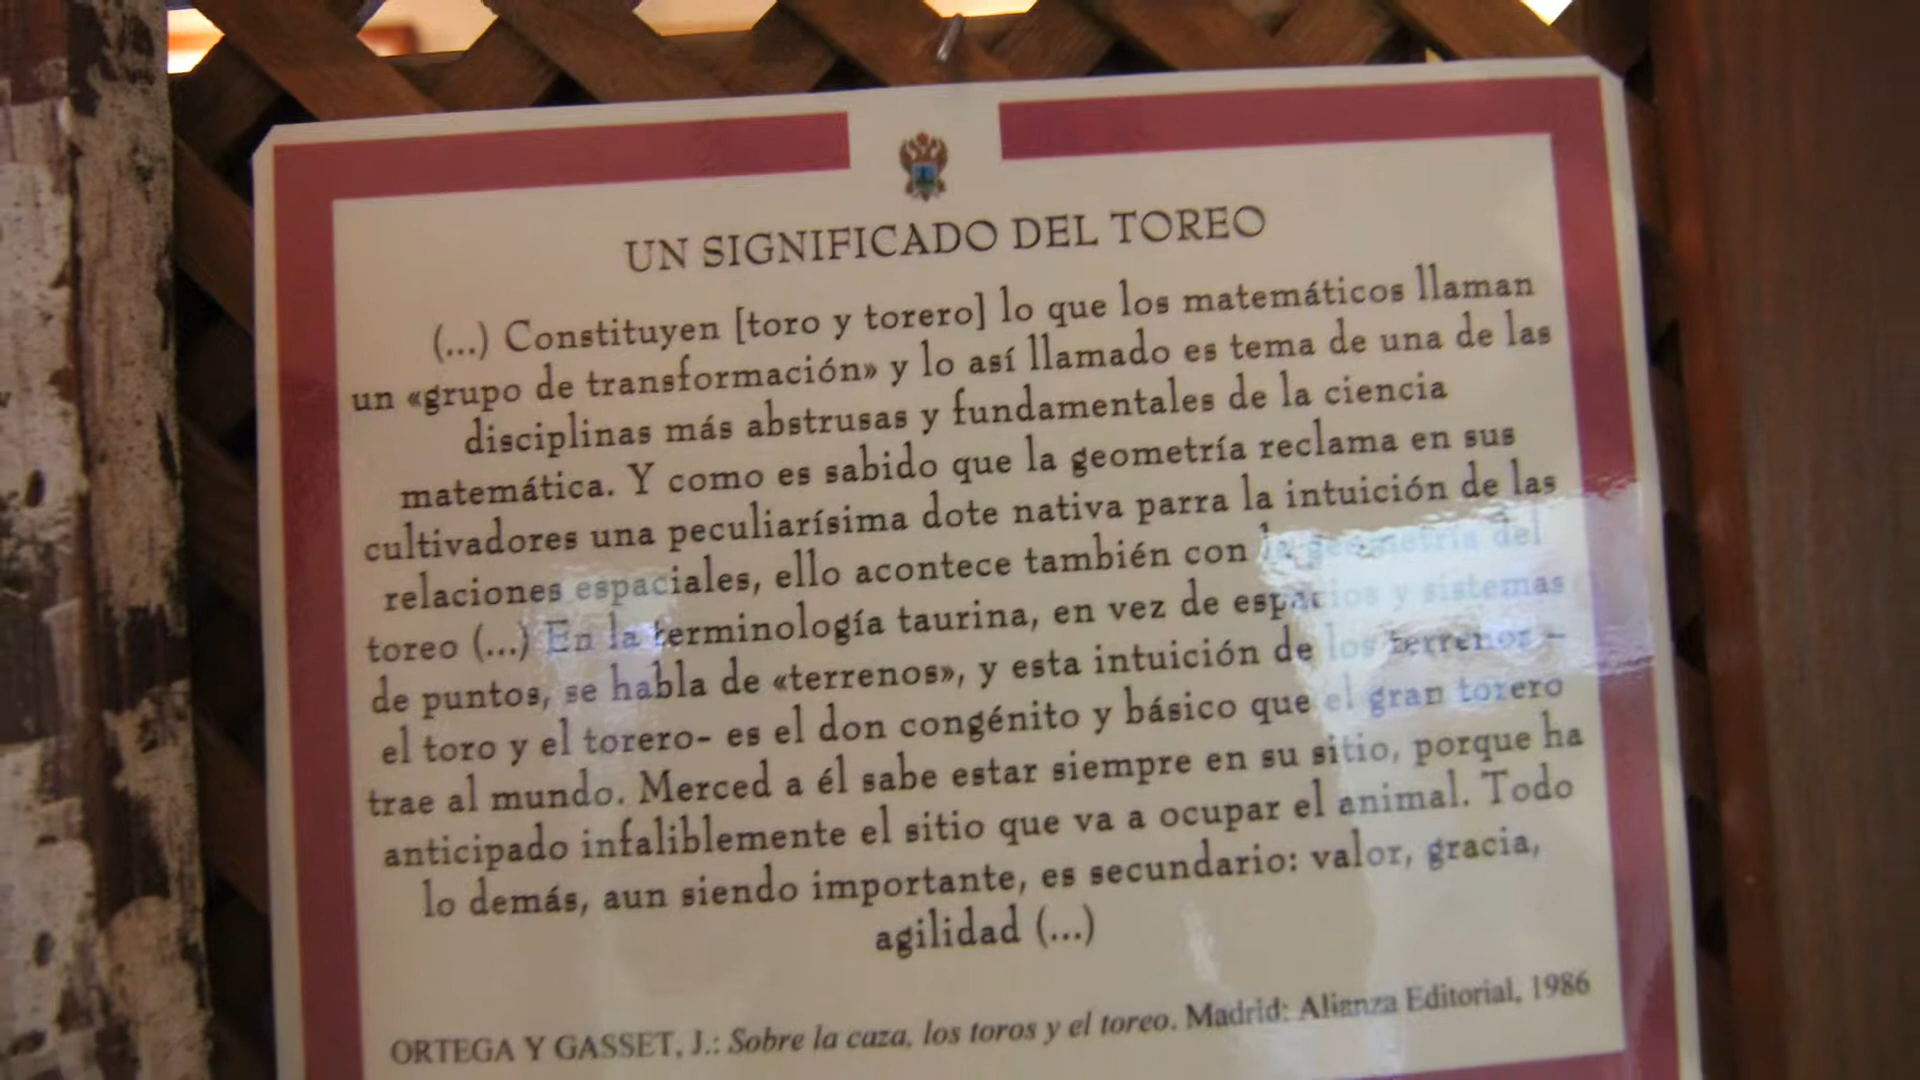 UN SIGNIFICADO DEL TOREO
(...) Constituyen [toro y torero] lo que los matemáticos llaman
un «grupo de transformación» y lo así llamado es tema de una de las
disciplinas más abstrusas y fundamentales de la ciencia
matemática. Y como es sabido que la geometría reclama en sus
cultivadores una peculiarísima dote nativa parra la intuición de las
relaciones espaciales, ello acontece también con la geometría del
toreo (...) En la terminología taurina, en vez de espacios y sistemas
de puntos, se habla de «terrenos», y esta intuición de los terrenos –
el toro y el torero- es el don congénito y básico que el gran torero
trae al mundo. Merced a él sabe estar siempre en su sitio, porque ha
anticipado infaliblemente el sitio que va a ocupar el animal. Todo
lo demás, aun siendo importante, es secundario: valor, gracia,
agilidad (...)
ORTEGA Y GASSET, J.: Sobre la caza, los toros y el toreo. Madrid: Alianza Editorial, 1986